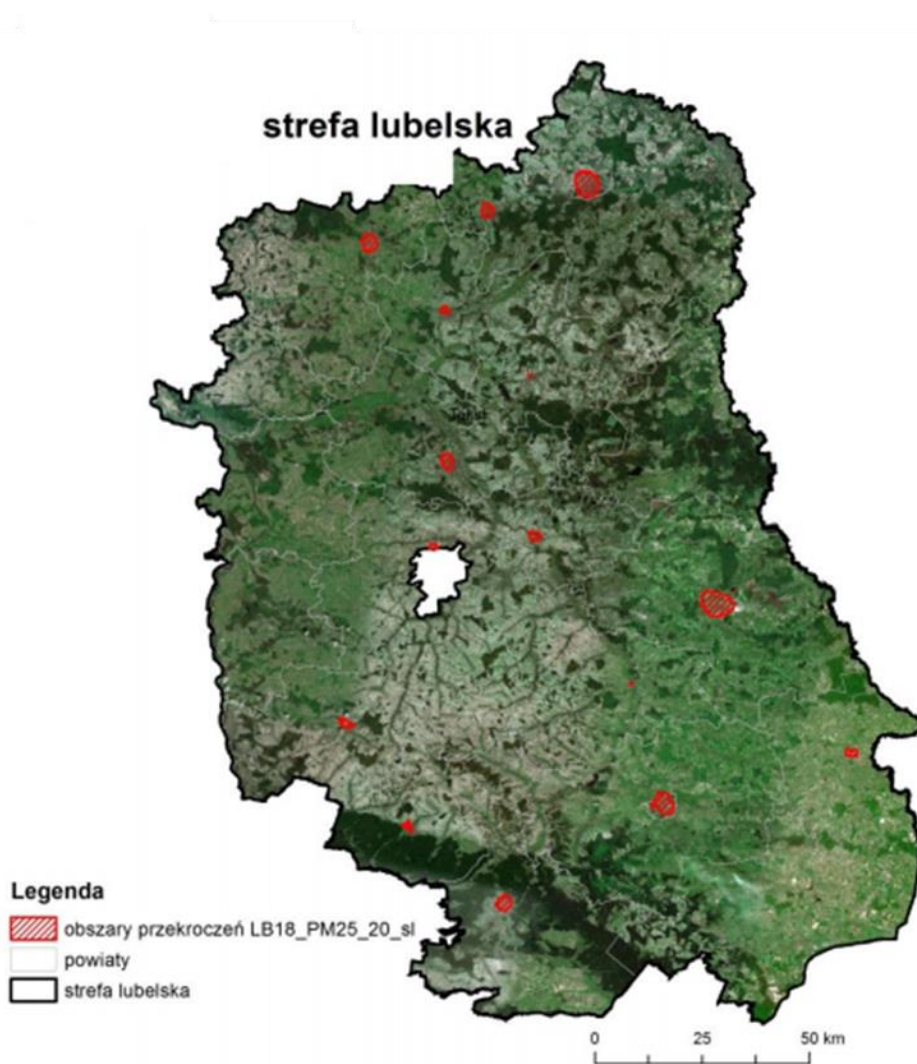 strefa lubelska
Legenda
obszary przekroczeń LB18_PM25_20_sl
powiaty
strefa lubelska
0 25 50 km